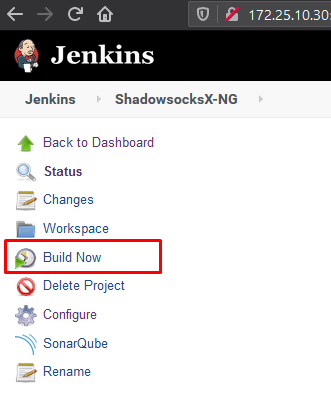 172.25.10.30:
Jenkins
Jenkins ShadowsocksX-NG
Back to Dashboard
Status
Changes
Workspace
Build Now
Delete Project
Configure
SonarQube
Rename